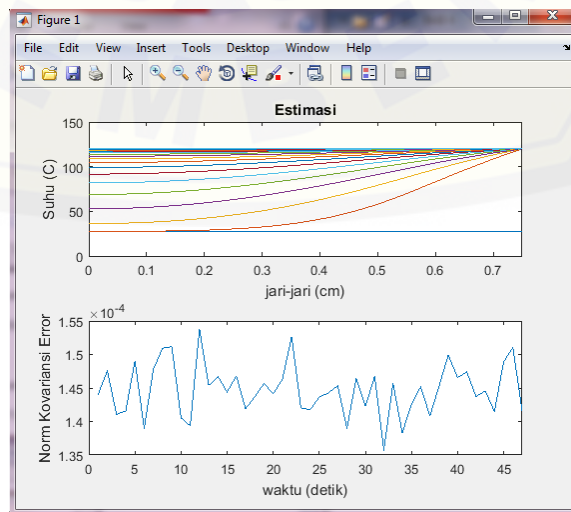 Figure 1
File Edit View Insert Tools Desktop Window Help
Estimasi
Suhu (C)
150
100
50
0
0 0.1 0.2 0.3 0.4 0.5 0.6 0.7
jari-jari (cm)
×10⁻⁴
Norm Kovariansi Error
1.55
1.5
1.45
1.4
1.35
0 5 10 15 20 25 30 35 40 45
waktu (detik)